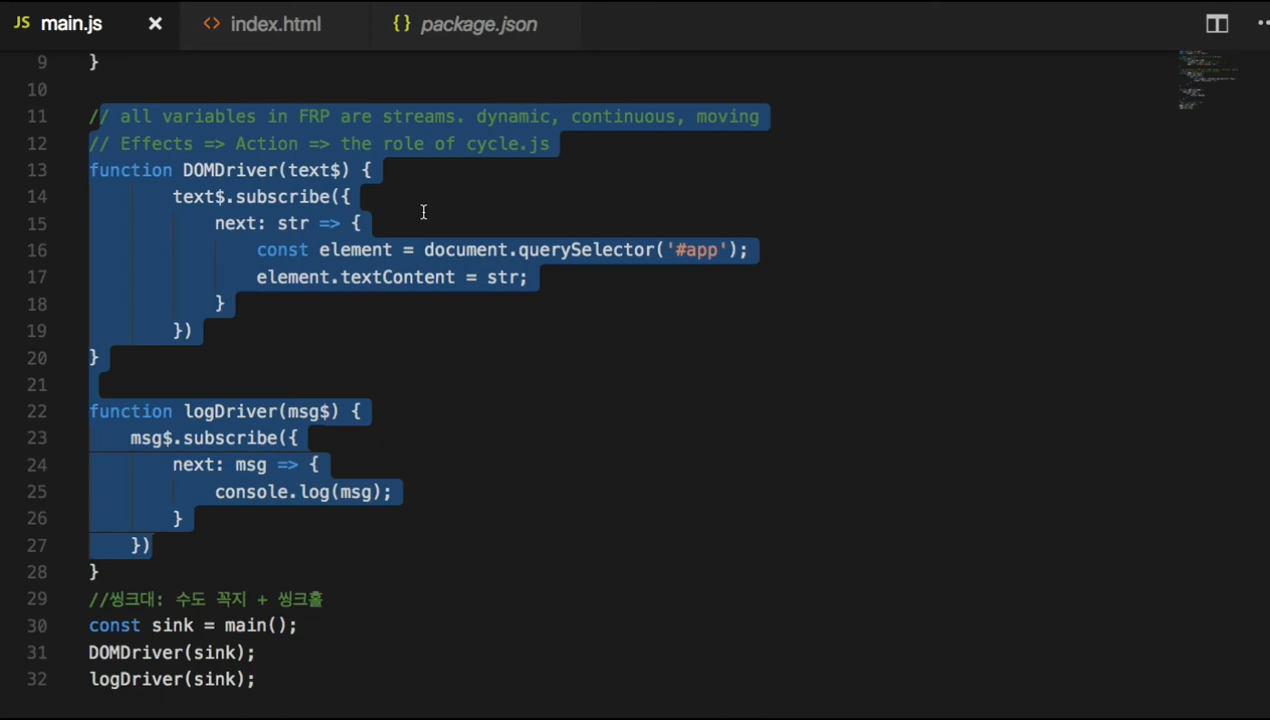 JS main.js × <> index.html {} package.json
9 }
10
11 // all variables in FRP are streams. dynamic, continuous, moving
12 // Effects => Action => the role of cycle.js
13 function DOMDriver(text$) {
14 text$.subscribe({
15 next: str => {
16 const element = document.querySelector('#app');
17 element.textContent = str;
18 }
19 })
20 }
21
22 function logDriver(msg$) {
23 msg$.subscribe({
24 next: msg => {
25 console.log(msg);
26 }
27 })
28 }
29 //씽크대: 수도 꼭지 + 씽크홀
30 const sink = main();
31 DOMDriver(sink);
32 logDriver(sink);